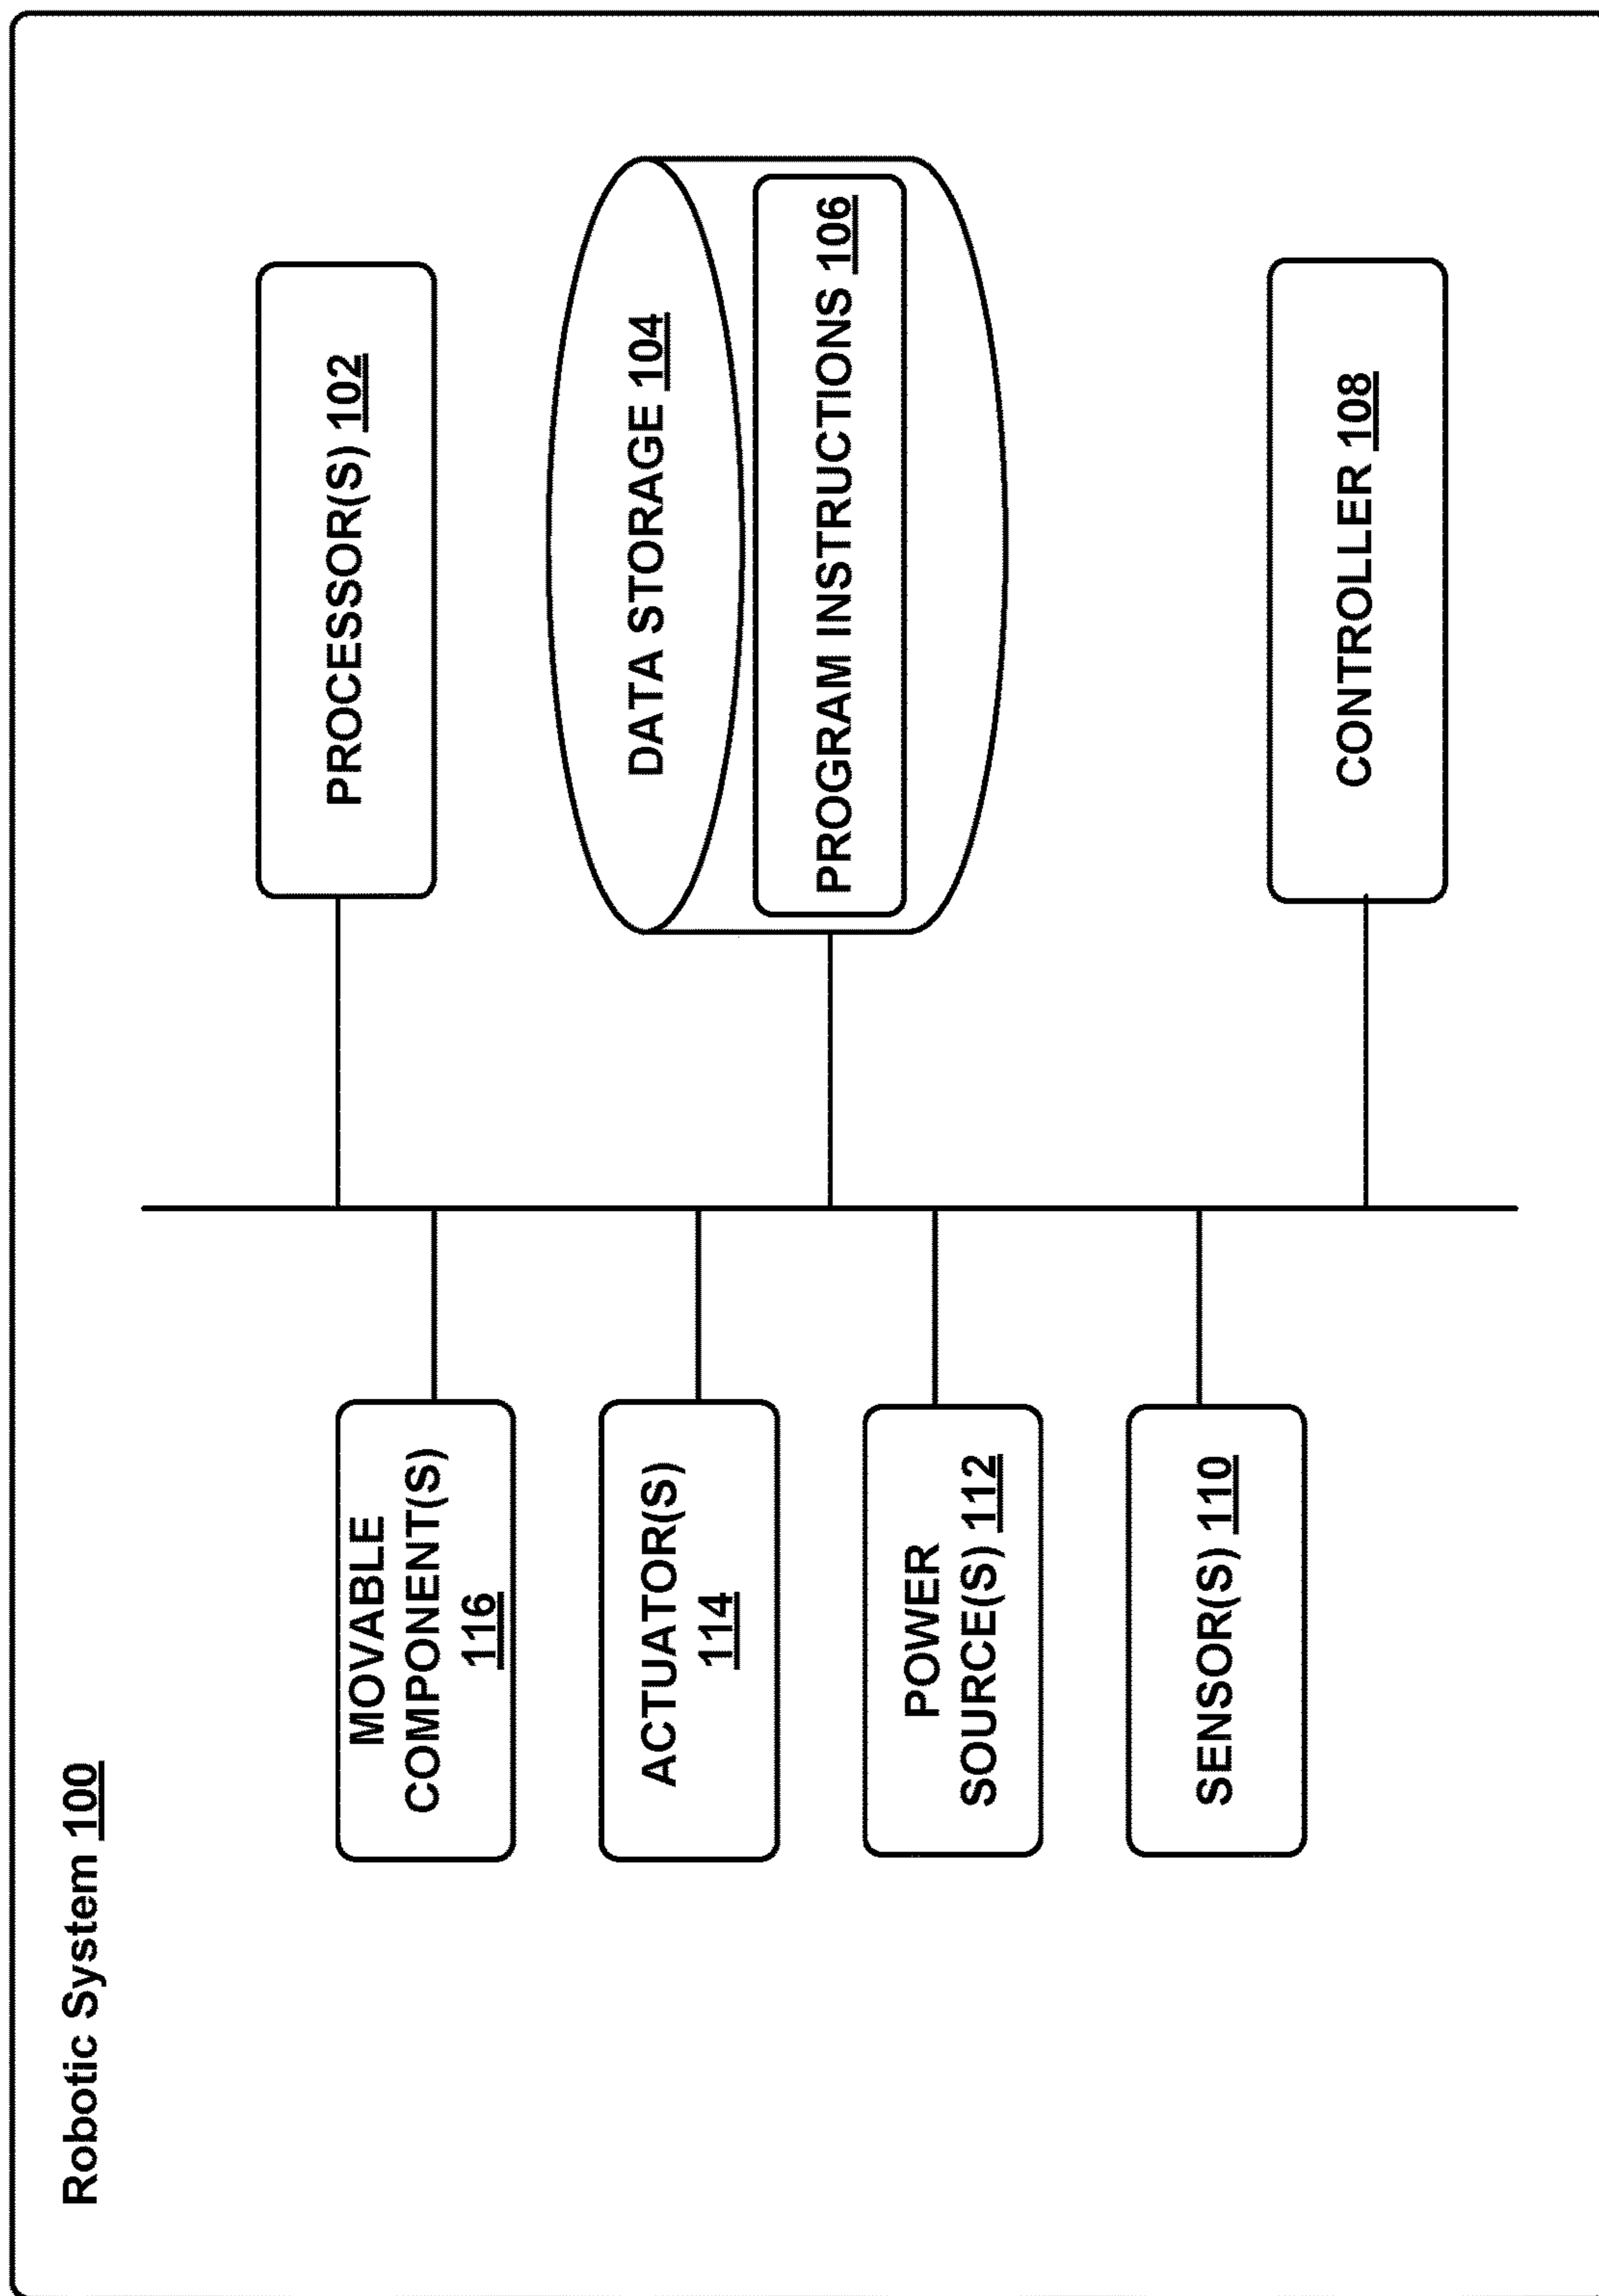 Robotic System 100
PROCESSOR(S) 102
DATA STORAGE 104
PROGRAM INSTRUCTIONS 106
CONTROLLER 108
MOVABLE
COMPONENT(S)
116
ACTUATOR(S)
114
POWER
SOURCE(S) 112
SENSOR(S) 110